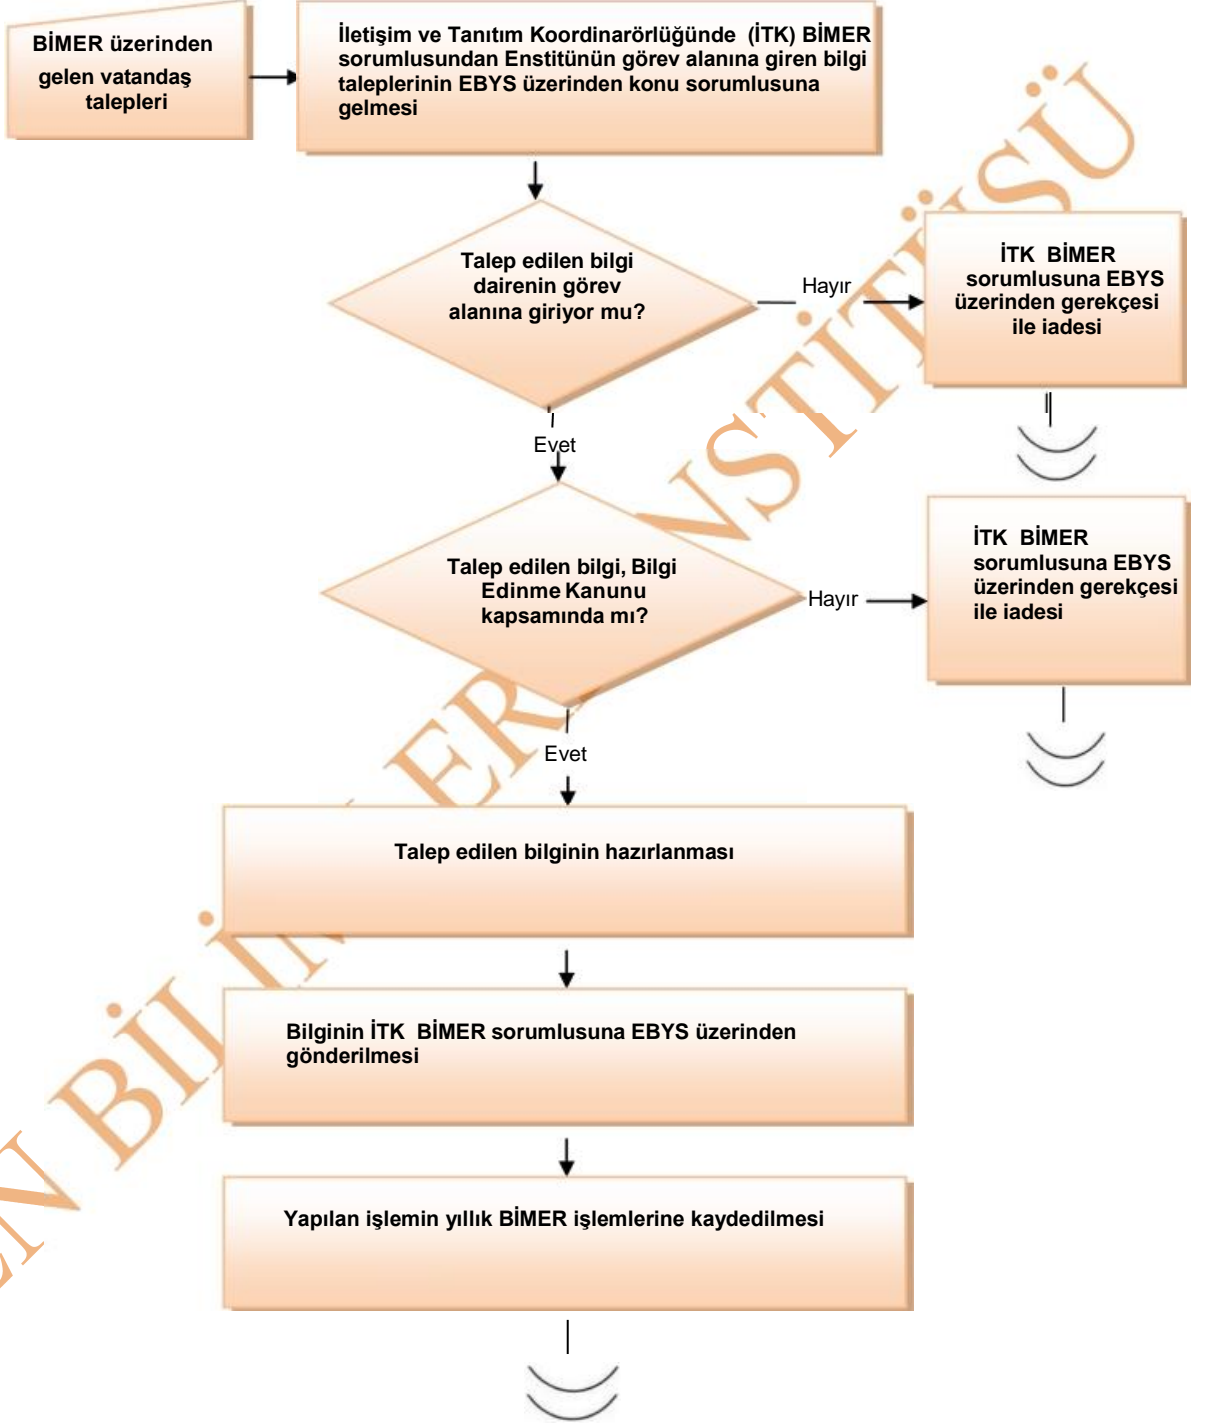 BİMER üzerinden
gelen vatandaş
talepleri
İletişim ve Tanıtım Koordinarörlüğünde (İTK) BİMER
sorumlusundan Enstitünün görev alanına giren bilgi
taleplerinin EBYS üzerinden konu sorumlusuna
gelmesi
Talep edilen bilgi
dairenin görev
alanına giriyor mu?
Hayır
İTK BİMER
sorumlusuna EBYS
üzerinden gerekçesi
ile iadesi
Evet
Talep edilen bilgi, Bilgi
Edinme Kanunu
kapsamında mı?
Hayır
İTK BİMER
sorumlusuna EBYS
üzerinden gerekçesi
ile iadesi
Evet
Talep edilen bilginin hazırlanması
Bilginin İTK BİMER sorumlusuna EBYS üzerinden
gönderilmesi
Yapılan işlemin yıllık BİMER işlemlerine kaydedilmesi